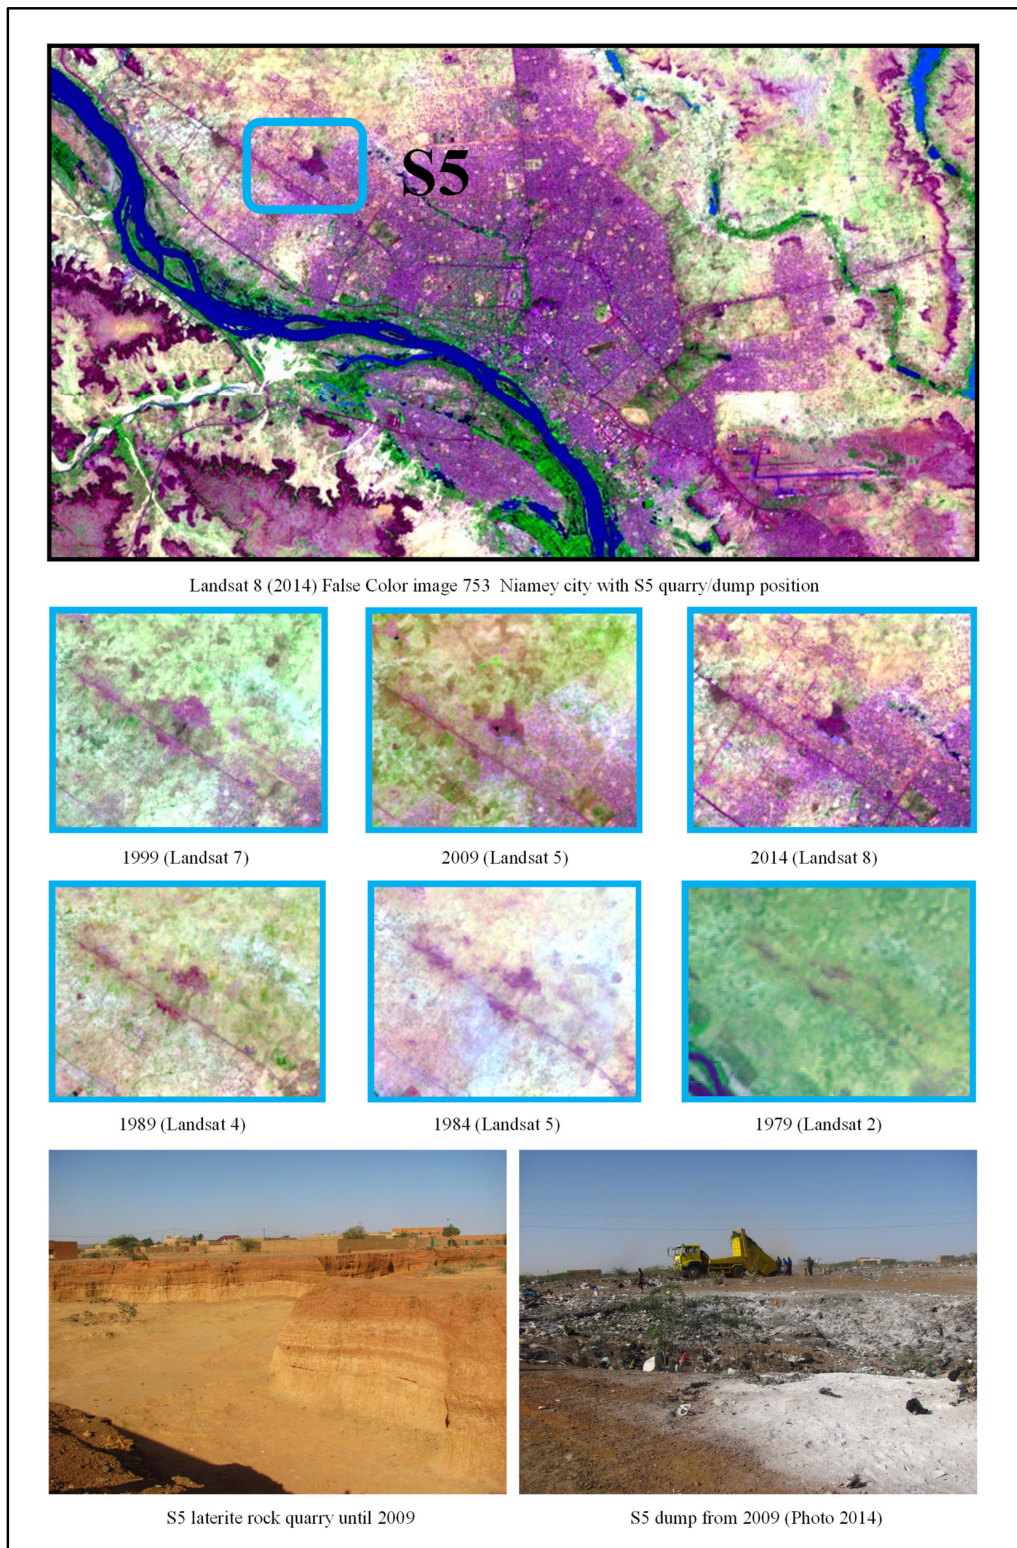 S5
Landsat 8 (2014) False Color image 753 Niamey city with S5 quarry/dump position
1999 (Landsat 7)
2009 (Landsat 5)
2014 (Landsat 8)
1989 (Landsat 4)
1984 (Landsat 5)
1979 (Landsat 2)
S5 laterite rock quarry until 2009
S5 dump from 2009 (Photo 2014)